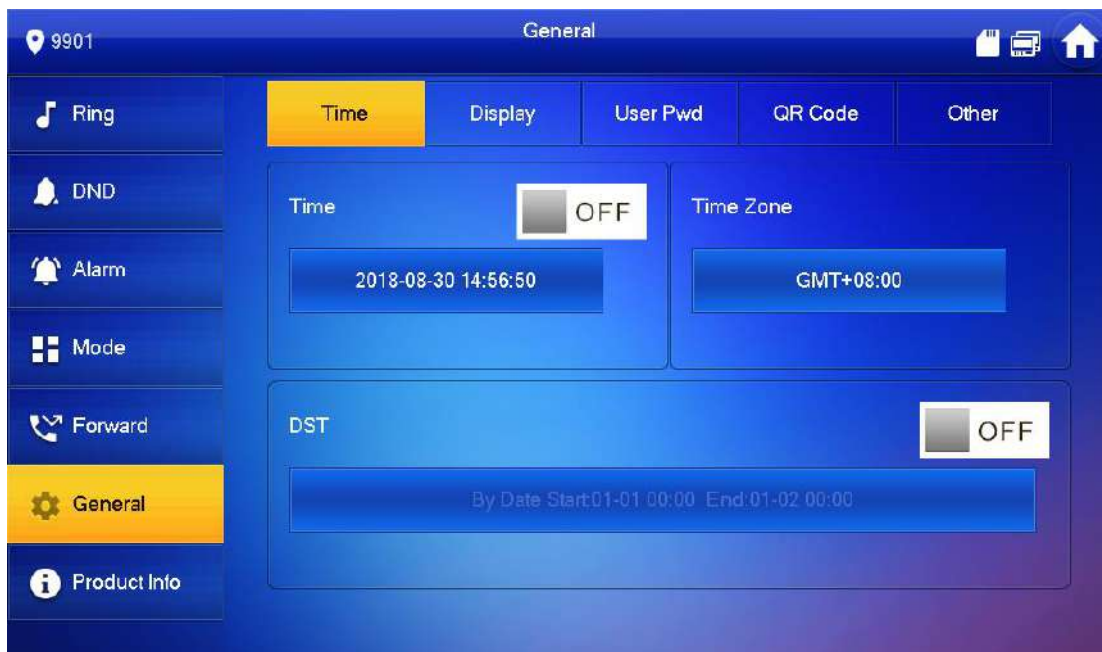 9901
General
Ring
DND
Alarm
Mode
Forward
General
Product Info
Time
Display
User Pwd
QR Code
Other
Time
OFF
2018-08-30 14:56:50
Time Zone
GMT+08:00
DST
OFF
By Date Start:01-01 00:00 End:01-02 00:00